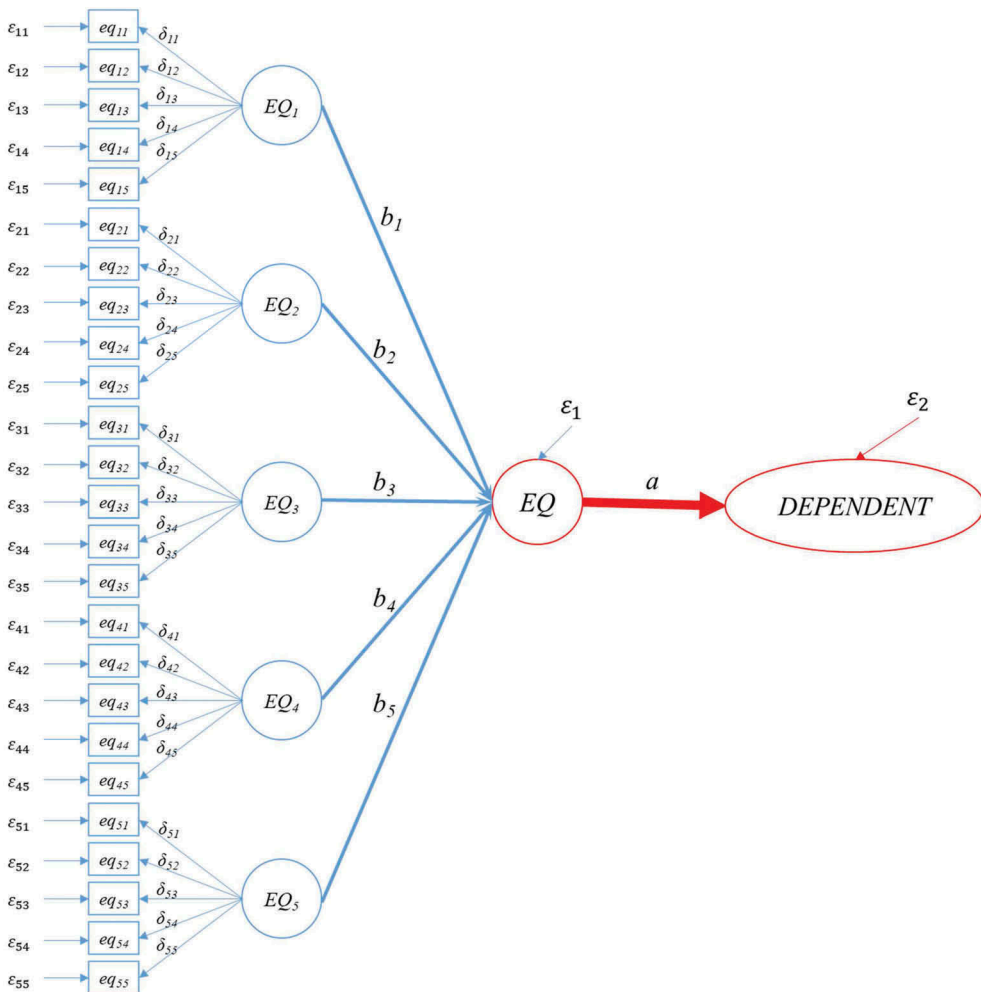 ε₁₁ eq₁₁ δ₁₁
ε₁₂ eq₁₂ δ₁₂
ε₁₃ eq₁₃ δ₁₃ EQ₁
ε₁₄ eq₁₄ δ₁₄
ε₁₅ eq₁₅ δ₁₅
b₁
ε₂₁ eq₂₁ δ₂₁
ε₂₂ eq₂₂ δ₂₂
ε₂₃ eq₂₃ δ₂₃ EQ₂
ε₂₄ eq₂₄ δ₂₄
ε₂₅ eq₂₅ δ₂₅
b₂
ε₃₁ eq₃₁ δ₃₁
ε₃₂ eq₃₂ δ₃₂
ε₃₃ eq₃₃ δ₃₃ EQ₃
ε₃₄ eq₃₄ δ₃₄
ε₃₅ eq₃₅ δ₃₅
b₃
ε₁
EQ
a
ε₂
DEPENDENT
ε₄₁ eq₄₁ δ₄₁
ε₄₂ eq₄₂ δ₄₂
ε₄₃ eq₄₃ δ₄₃ EQ₄
ε₄₄ eq₄₄ δ₄₄
ε₄₅ eq₄₅ δ₄₅
b₄
ε₅₁ eq₅₁ δ₅₁
ε₅₂ eq₅₂ δ₅₂
ε₅₃ eq₅₃ δ₅₃ EQ₅
ε₅₄ eq₅₄ δ₅₄
ε₅₅ eq₅₅ δ₅₅
b₅